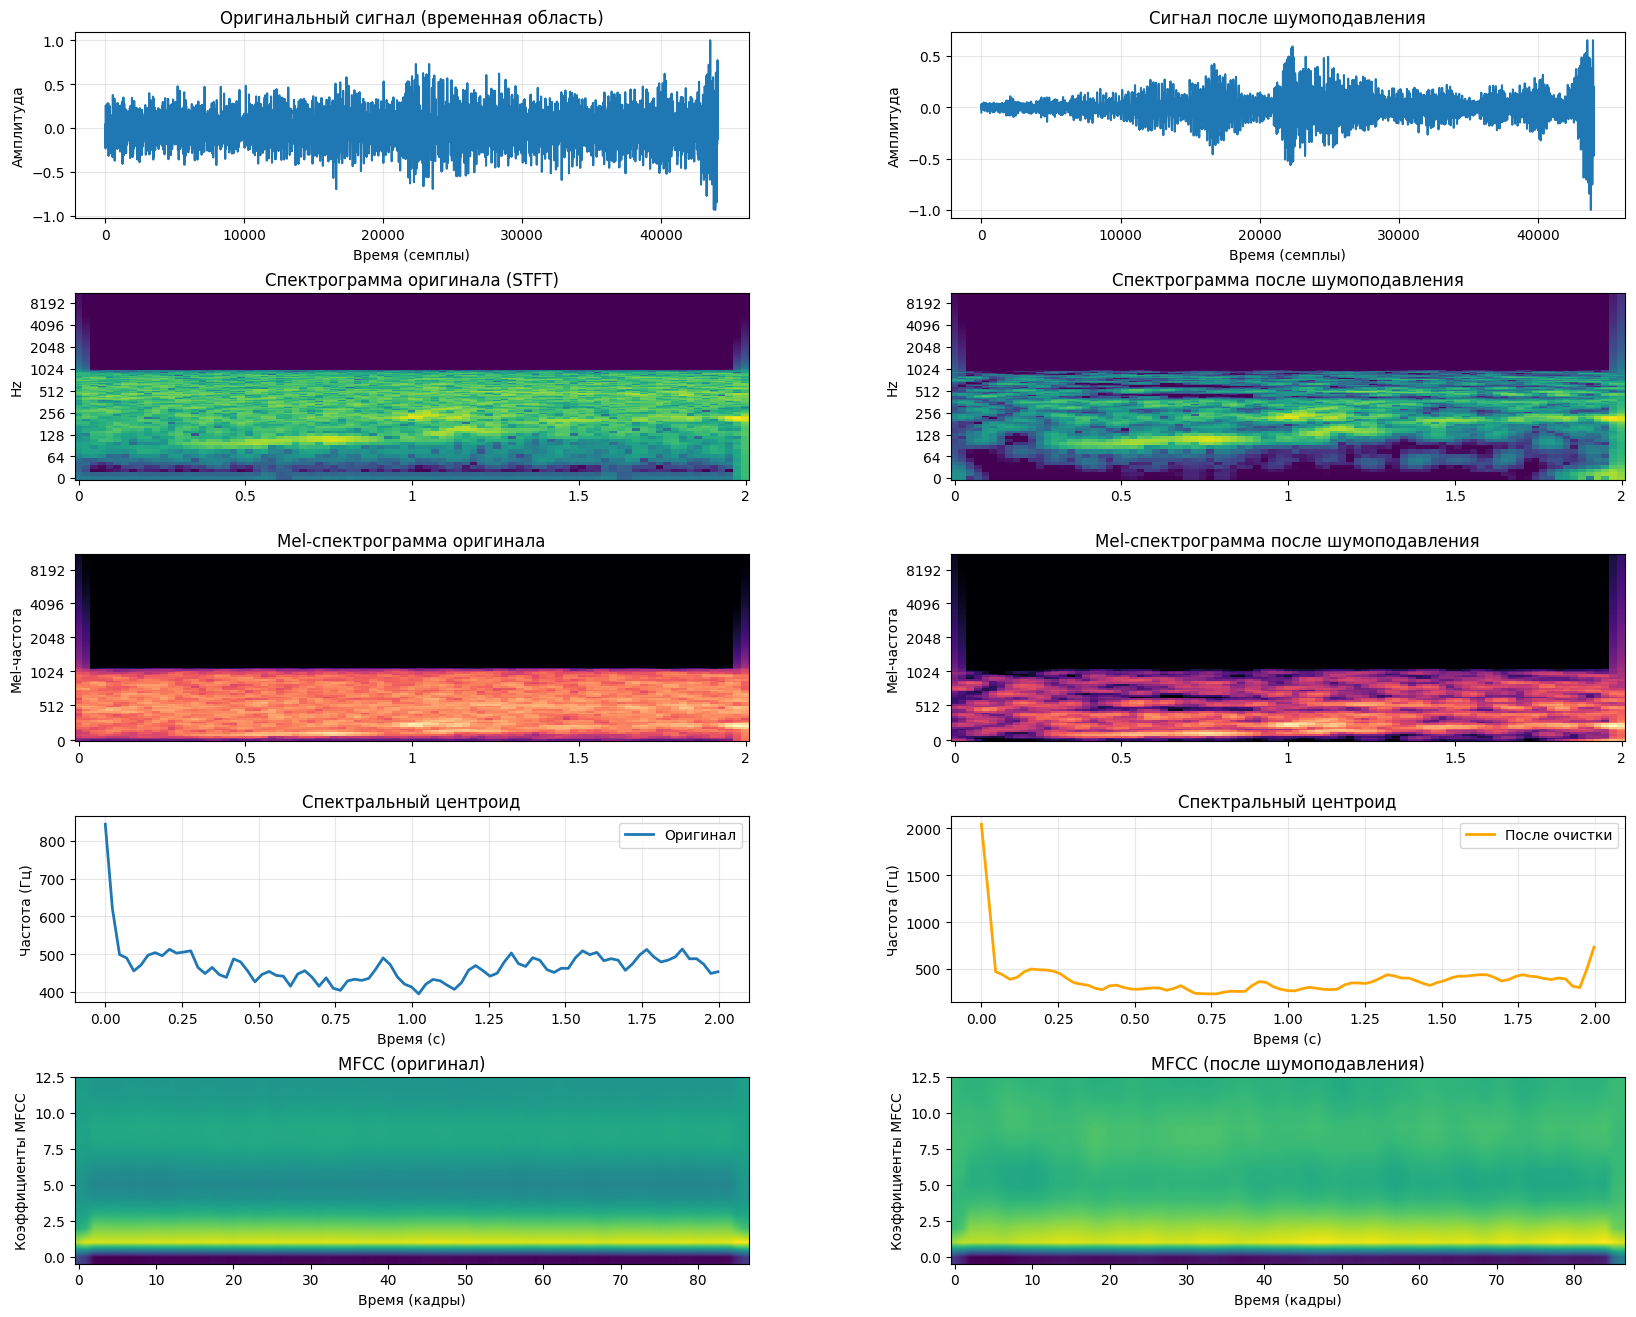 Оригинальный сигнал (временная область)
Амплитуда
1.0
0.5
0.0
−0.5
−1.0
0 10000 20000 30000 40000
Время (семплы)
Сигнал после шумоподавления
Амплитуда
0.5
0.0
−0.5
−1.0
0 10000 20000 30000 40000
Время (семплы)
Спектрограмма оригинала (STFT)
Hz
8192
4096
2048
1024
512
256
128
64
0
0 0.5 1 1.5 2
Спектрограмма после шумоподавления
Hz
8192
4096
2048
1024
512
256
128
64
0
0 0.5 1 1.5 2
Mel-спектрограмма оригинала
Mel-частота
8192
4096
2048
1024
512
0
0 0.5 1 1.5 2
Mel-спектрограмма после шумоподавления
Mel-частота
8192
4096
2048
1024
512
0
0 0.5 1 1.5 2
Спектральный центроид
Частота (Гц)
800
700
600
500
400
Оригинал
0.00 0.25 0.50 0.75 1.00 1.25 1.50 1.75 2.00
Время (с)
Спектральный центроид
Частота (Гц)
2000
1500
1000
500
После очистки
0.00 0.25 0.50 0.75 1.00 1.25 1.50 1.75 2.00
Время (с)
MFCC (оригинал)
Коэффициенты MFCC
12.5
10.0
7.5
5.0
2.5
0.0
0 10 20 30 40 50 60 70 80
Время (кадры)
MFCC (после шумоподавления)
Коэффициенты MFCC
12.5
10.0
7.5
5.0
2.5
0.0
0 10 20 30 40 50 60 70 80
Время (кадры)